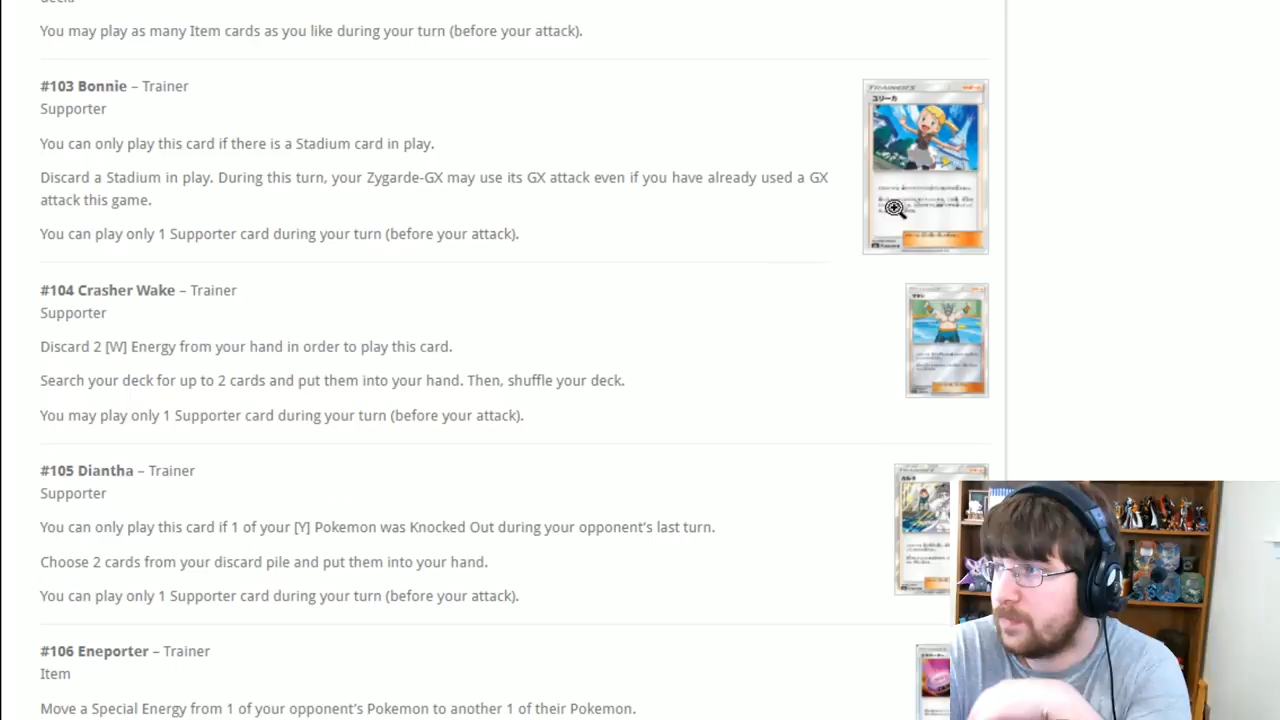 You may play as many Item cards as you like during your turn (before your attack).
#103 Bonnie – Trainer
Supporter
You can only play this card if there is a Stadium card in play.
Discard a Stadium in play. During this turn, your Zygarde-GX may use its GX attack even if you have already used a GX
attack this game.
You can play only 1 Supporter card during your turn (before your attack).
ユリーカ
#104 Crasher Wake – Trainer
Supporter
Discard 2 [W] Energy from your hand in order to play this card.
Search your deck for up to 2 cards and put them into your hand. Then, shuffle your deck.
You may play only 1 Supporter card during your turn (before your attack).
#105 Diantha – Trainer
Supporter
You can only play this card if 1 of your [Y] Pokemon was Knocked Out during your opponent's last turn.
Choose 2 cards from your discard pile and put them into your hand.
You can play only 1 Supporter card during your turn (before your attack).
#106 Eneporter – Trainer
Item
Move a Special Energy from 1 of your opponent's Pokemon to another 1 of their Pokemon.